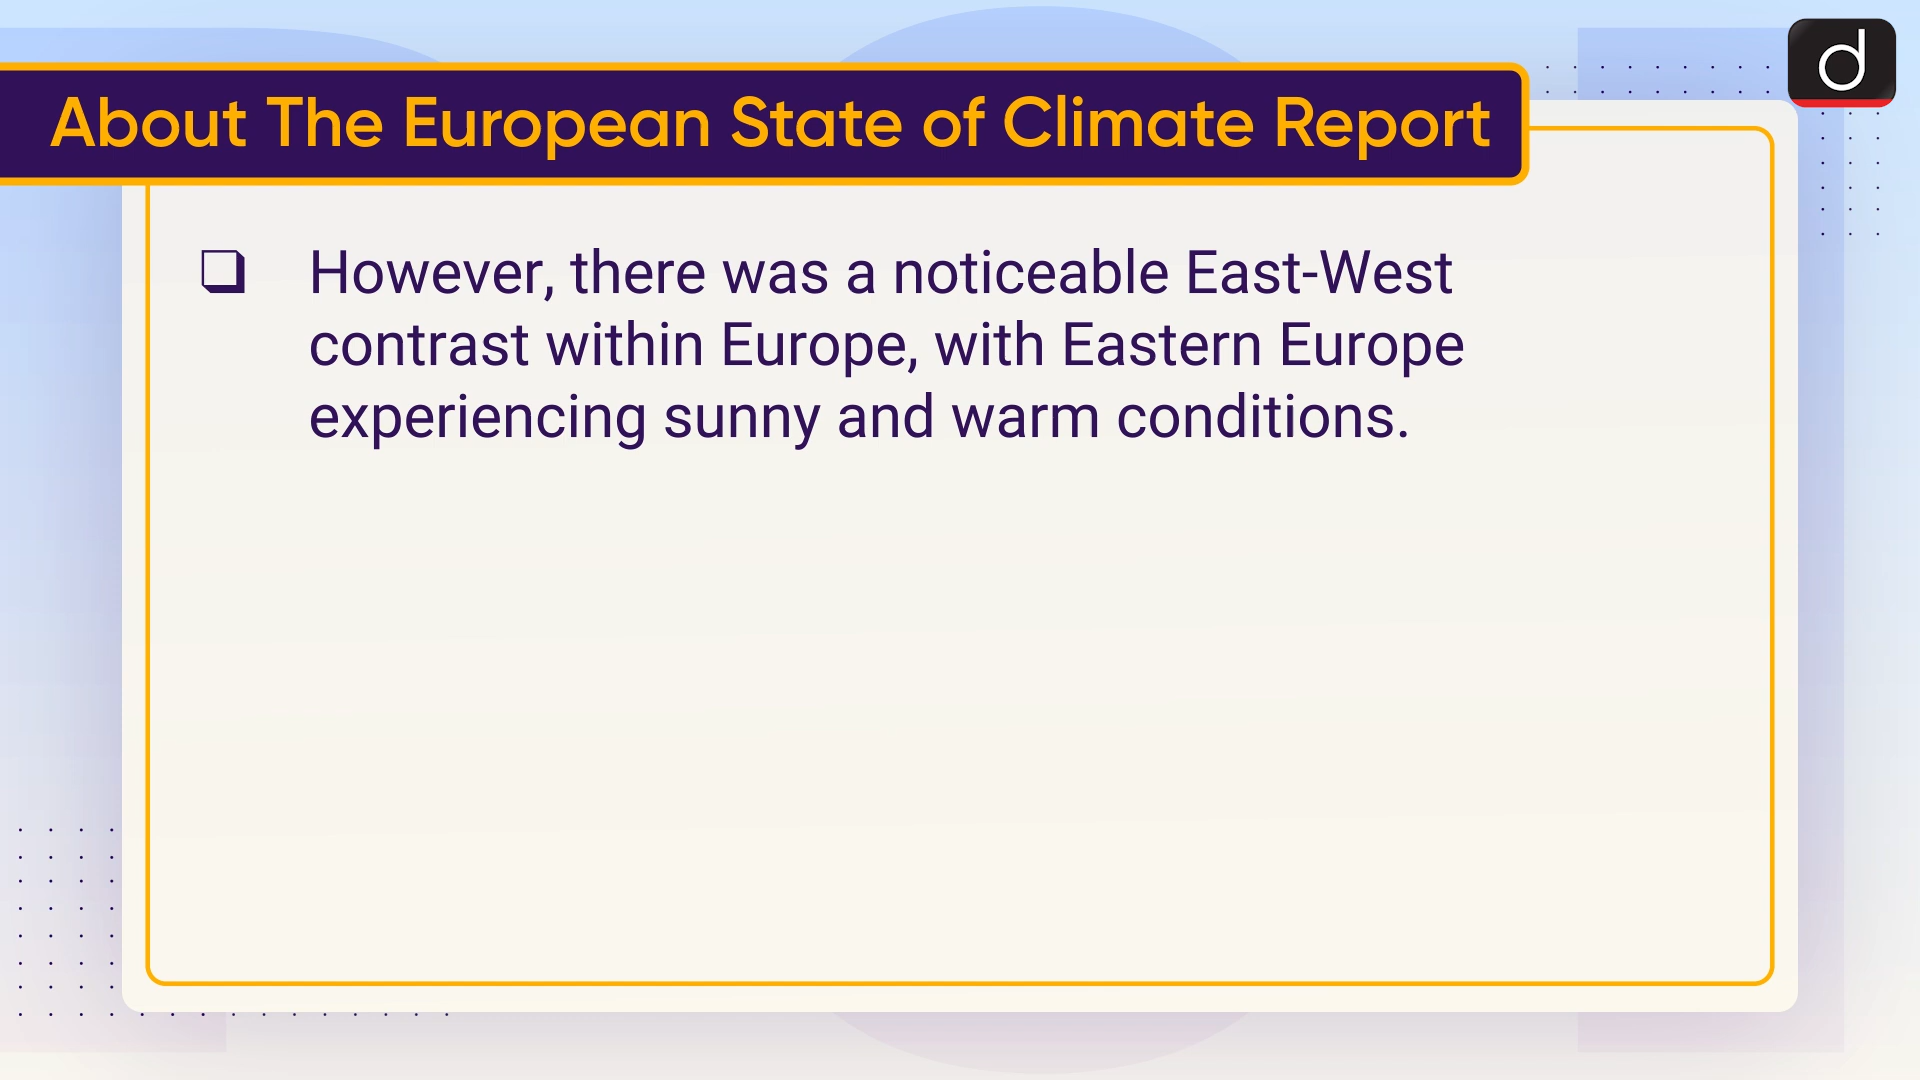 d
About The European State of Climate Report
❑ However, there was a noticeable East-West
contrast within Europe, with Eastern Europe
experiencing sunny and warm conditions.